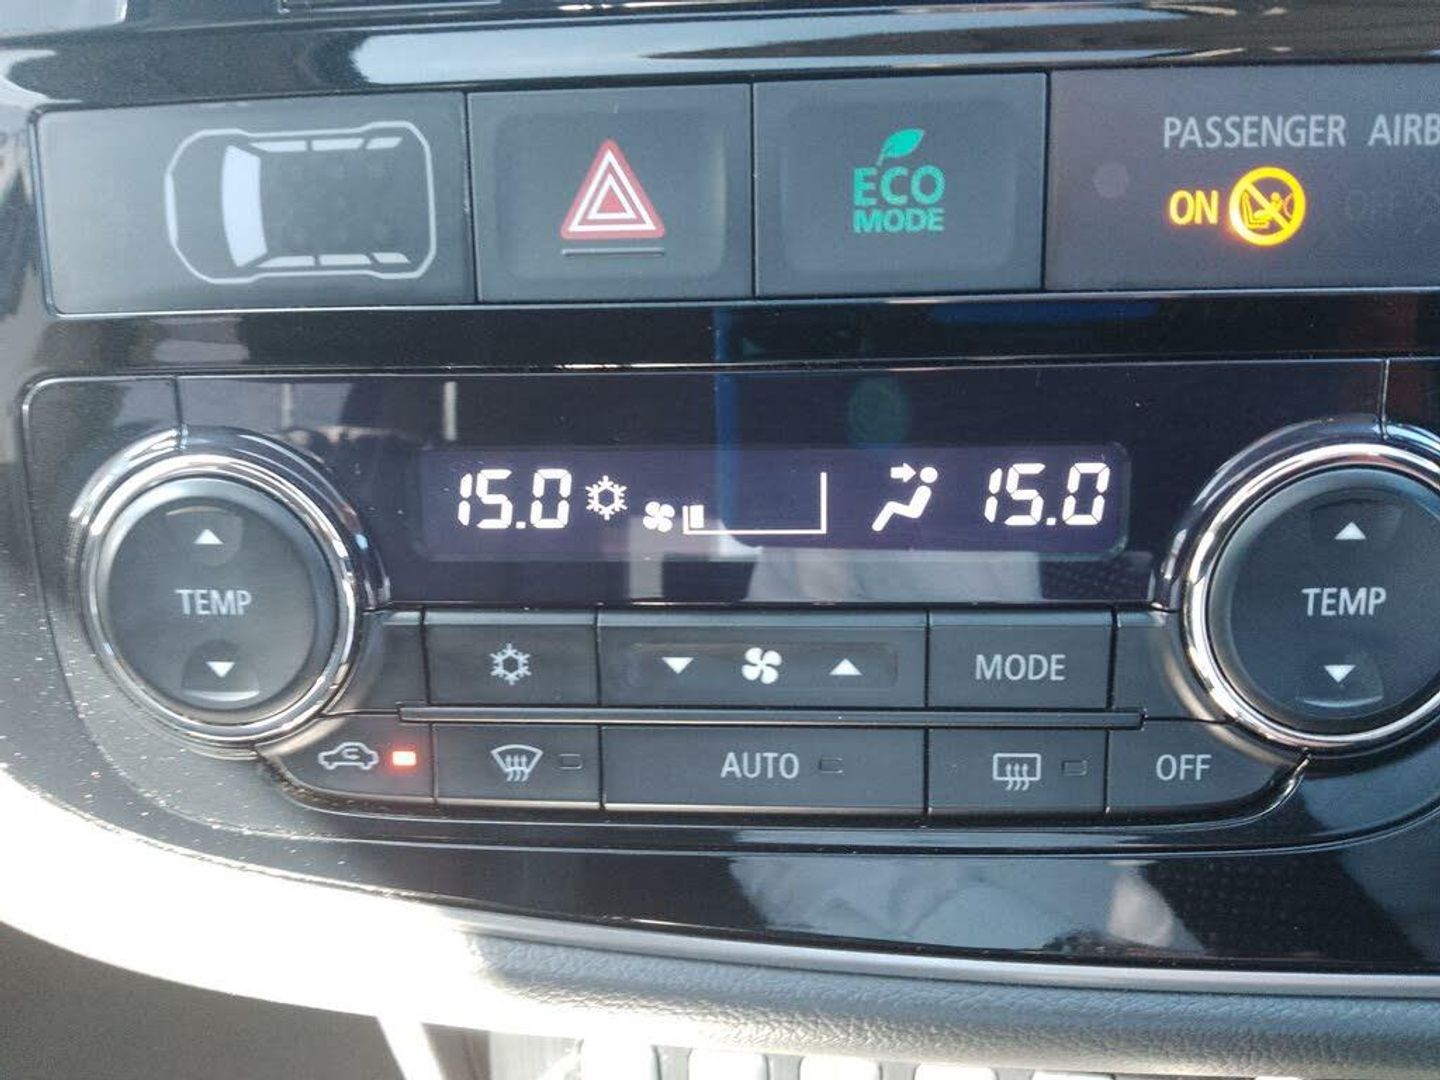 PASSENGER AIRB
ECO
MODE
ON
15.0 15.0
TEMP
TEMP
MODE
AUTO
OFF